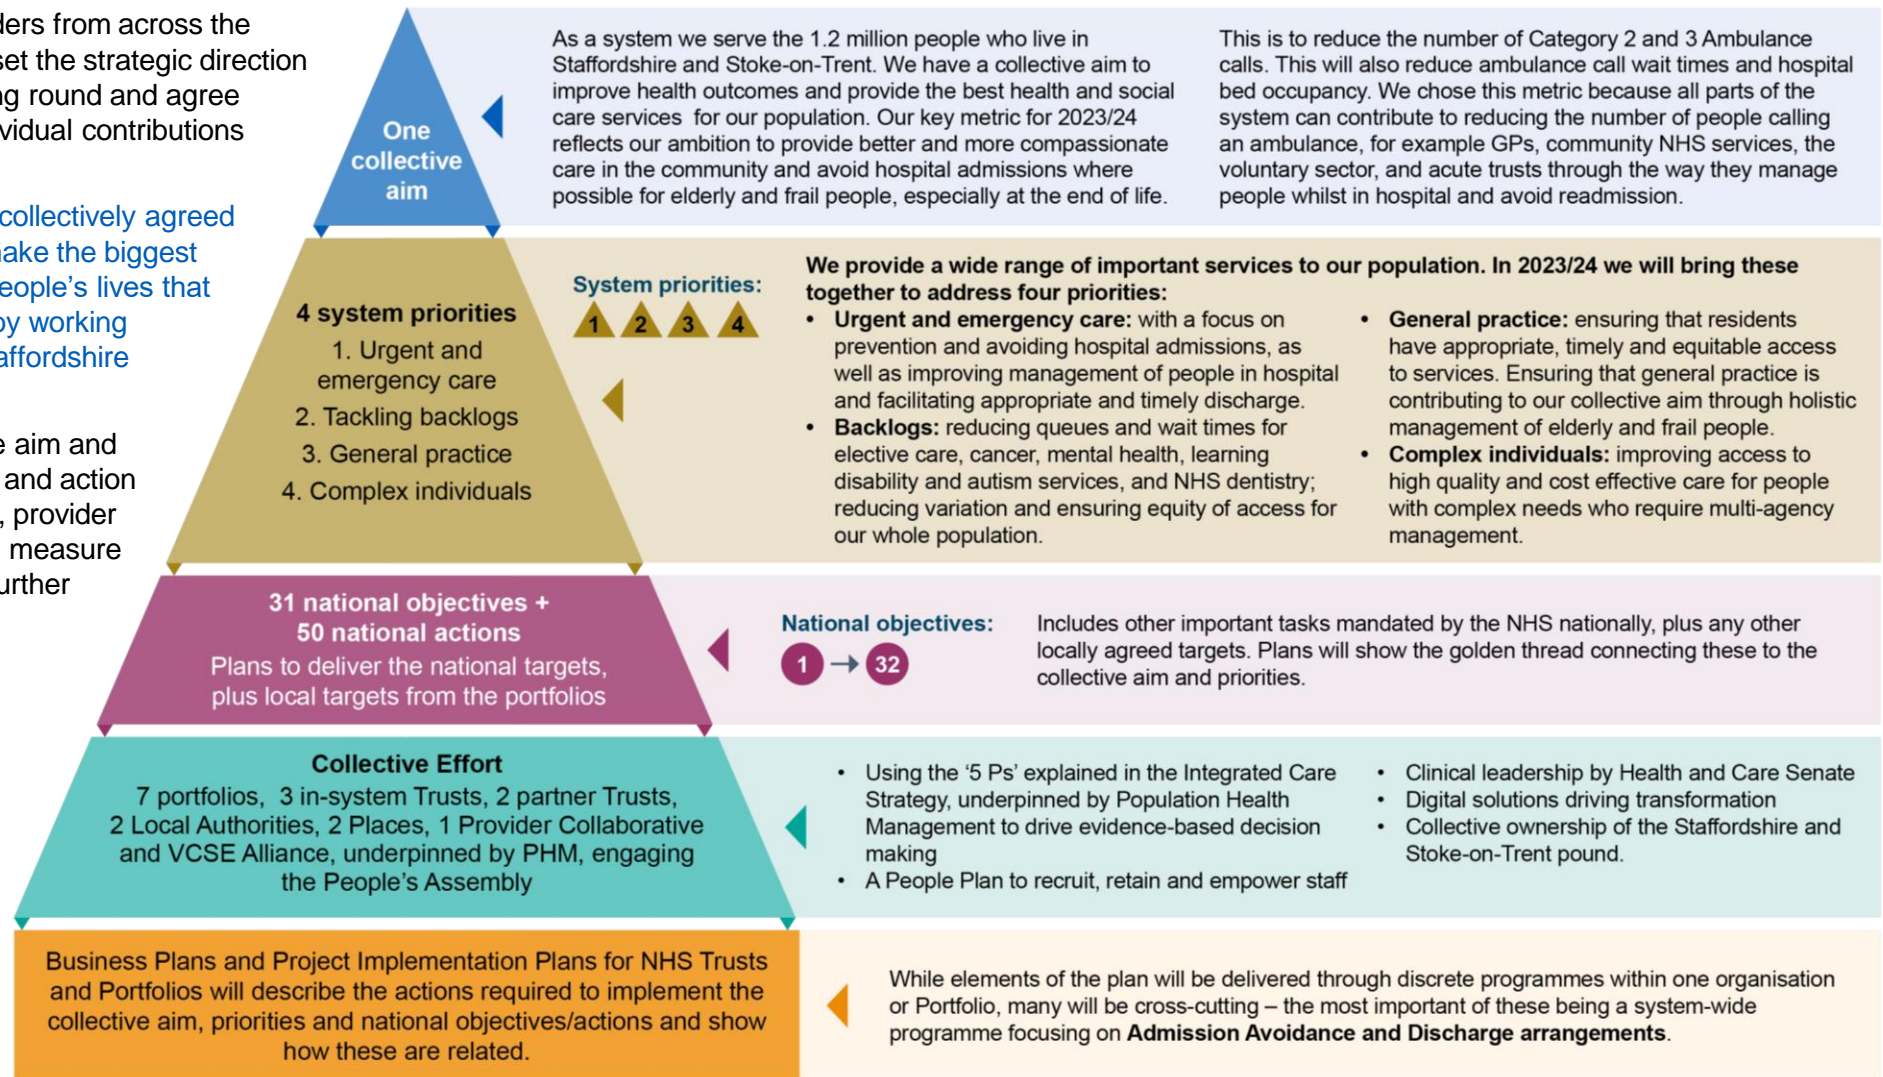 ders from across the
set the strategic direction
ng round and agree
ividual contributions
collectively agreed
nake the biggest
eople's lives that
by working
affordshire
e aim and
and action
, provider
measure
urther
One
collective
aim
As a system we serve the 1.2 million people who live in
Staffordshire and Stoke-on-Trent. We have a collective aim to
improve health outcomes and provide the best health and social
care services for our population. Our key metric for 2023/24
reflects our ambition to provide better and more compassionate
care in the community and avoid hospital admissions where
possible for elderly and frail people, especially at the end of life.
This is to reduce the number of Category 2 and 3 Ambulance
calls. This will also reduce ambulance call wait times and hospital
bed occupancy. We chose this metric because all parts of the
system can contribute to reducing the number of people calling
an ambulance, for example GPs, community NHS services, the
voluntary sector, and acute trusts through the way they manage
people whilst in hospital and avoid readmission.
4 system priorities
1. Urgent and
emergency care
2. Tackling backlogs
3. General practice
4. Complex individuals
System priorities:
1 2 3 4
We provide a wide range of important services to our population. In 2023/24 we will bring these
together to address four priorities:
• Urgent and emergency care: with a focus on
prevention and avoiding hospital admissions, as
well as improving management of people in hospital
and facilitating appropriate and timely discharge.
• Backlogs: reducing queues and wait times for
elective care, cancer, mental health, learning
disability and autism services, and NHS dentistry;
reducing variation and ensuring equity of access for
our whole population.
• General practice: ensuring that residents
have appropriate, timely and equitable access
to services. Ensuring that general practice is
contributing to our collective aim through holistic
management of elderly and frail people.
• Complex individuals: improving access to
high quality and cost effective care for people
with complex needs who require multi-agency
management.
31 national objectives +
50 national actions
Plans to deliver the national targets,
plus local targets from the portfolios
National objectives:
1 → 32
Includes other important tasks mandated by the NHS nationally, plus any other
locally agreed targets. Plans will show the golden thread connecting these to the
collective aim and priorities.
Collective Effort
7 portfolios, 3 in-system Trusts, 2 partner Trusts,
2 Local Authorities, 2 Places, 1 Provider Collaborative
and VCSE Alliance, underpinned by PHM, engaging
the People's Assembly
• Using the '5 Ps' explained in the Integrated Care
Strategy, underpinned by Population Health
Management to drive evidence-based decision
making
• A People Plan to recruit, retain and empower staff
• Clinical leadership by Health and Care Senate
• Digital solutions driving transformation
• Collective ownership of the Staffordshire and
Stoke-on-Trent pound.
Business Plans and Project Implementation Plans for NHS Trusts
and Portfolios will describe the actions required to implement the
collective aim, priorities and national objectives/actions and show
how these are related.
While elements of the plan will be delivered through discrete programmes within one organisation
or Portfolio, many will be cross-cutting – the most important of these being a system-wide
programme focusing on Admission Avoidance and Discharge arrangements.